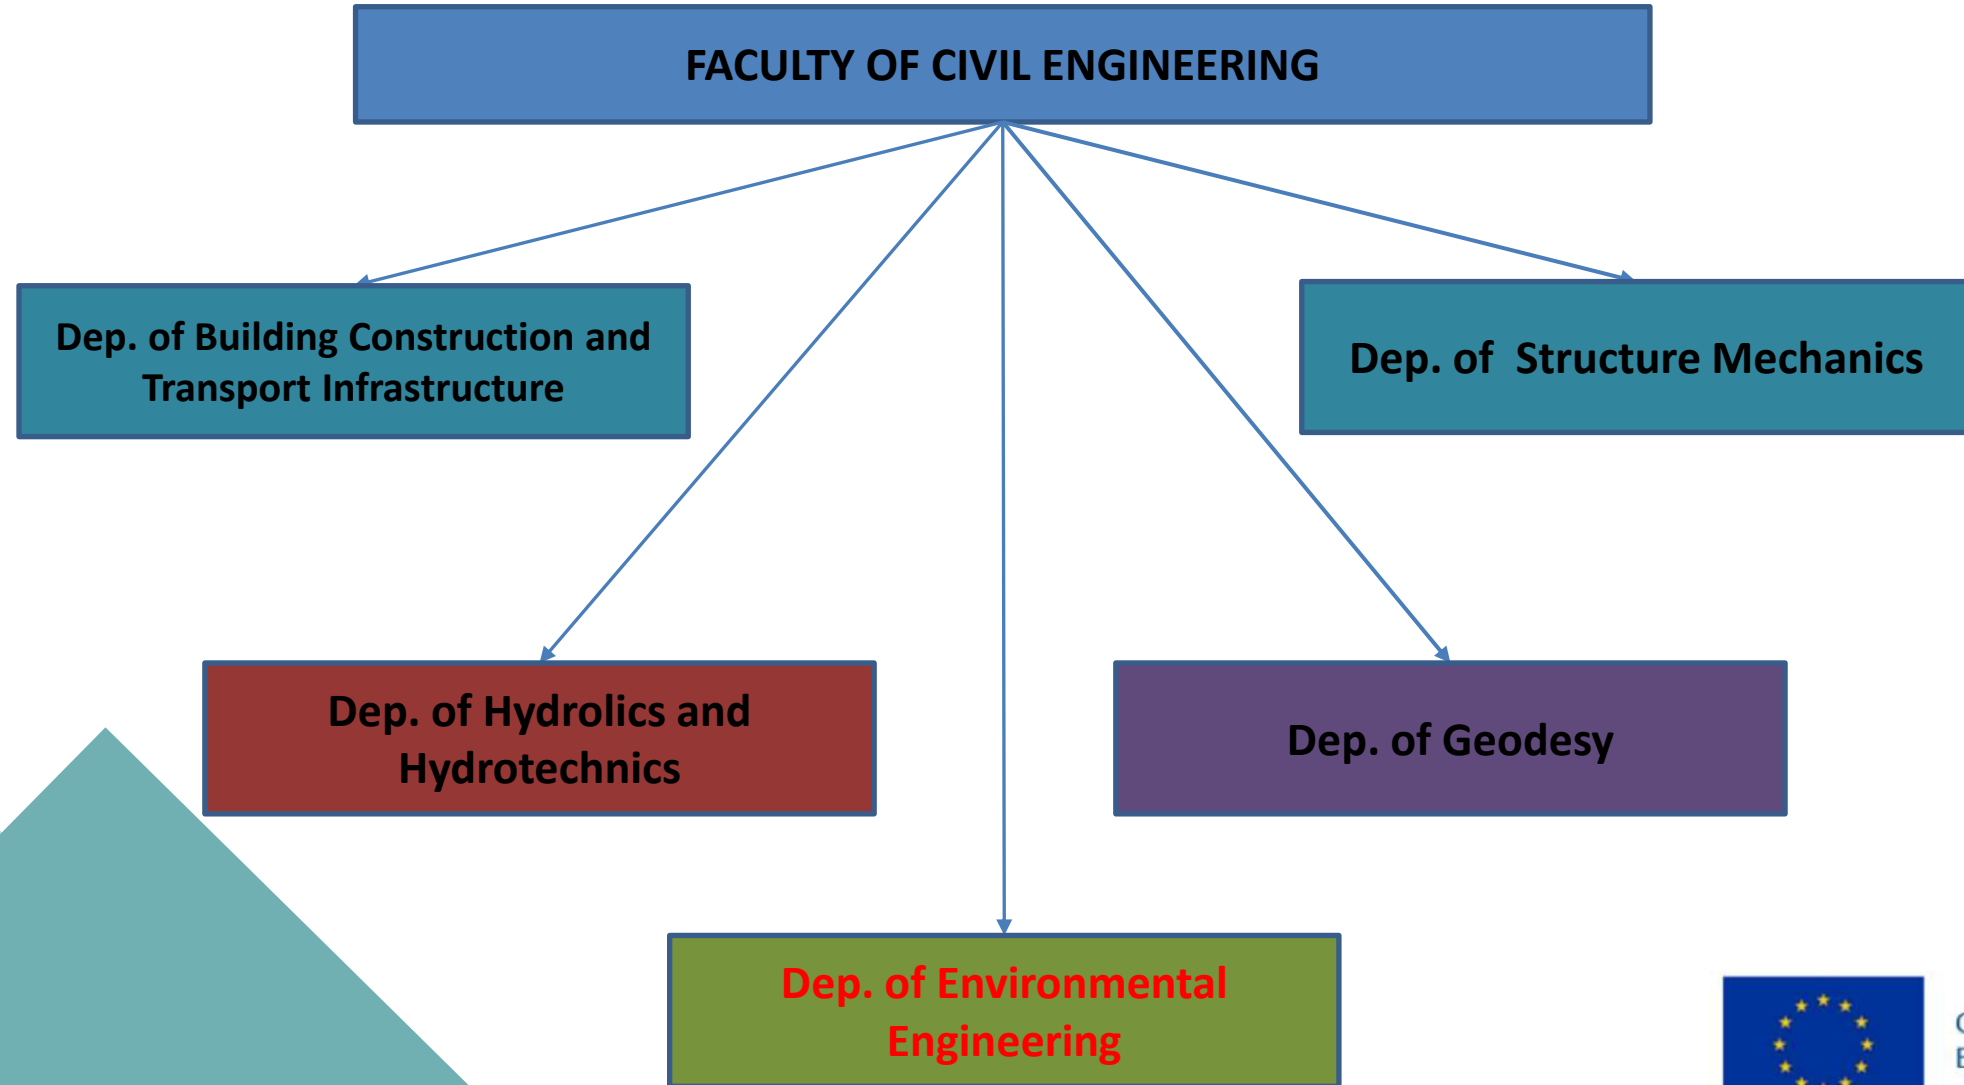 FACULTY OF CIVIL ENGINEERING
Dep. of Building Construction and
Transport Infrastructure
Dep. of  Structure Mechanics
Dep. of Hydrolics and
Hydrotechnics
Dep. of Geodesy
Dep. of Environmental
Engineering